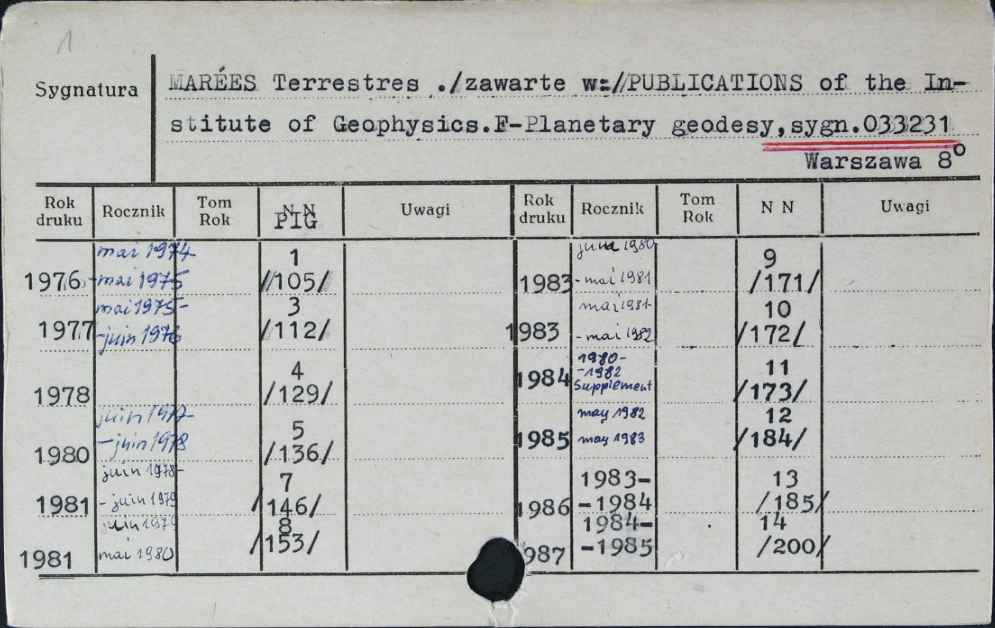 1
Sygnatura
MARÉES Terrestres ./zawarte w://PUBLICATIONS of the In-
stitute of Geophysics.F-Planetary geodesy,sygn.033231
Warszawa 8o
Rok druku Rocznik Tom Rok N N PIG Uwagi Rok druku Rocznik Tom Rok N N Uwagi
mai 1974
1976 -mai 1975 1 /105/
mai 1975-
1977 -juin 1976 3 /112/
1978 4 /129/
juin 1977-
1980 -juin 1978 5 /136/
juin 1978-
1981 - juin 1979 7 /146/
juin 1979
1981 mai 1980 8 /153/
june 1980
1983 - mai 1981 9 /171/
mai 1981-
1983 - mai 1982 10 /172/
1980-
-1982
1984 Supplement 11 /173/
may 1982
1985 may 1983 12 /184/
1983-
1986 -1984 13 /185/
1984-
987 -1985 14 /200/